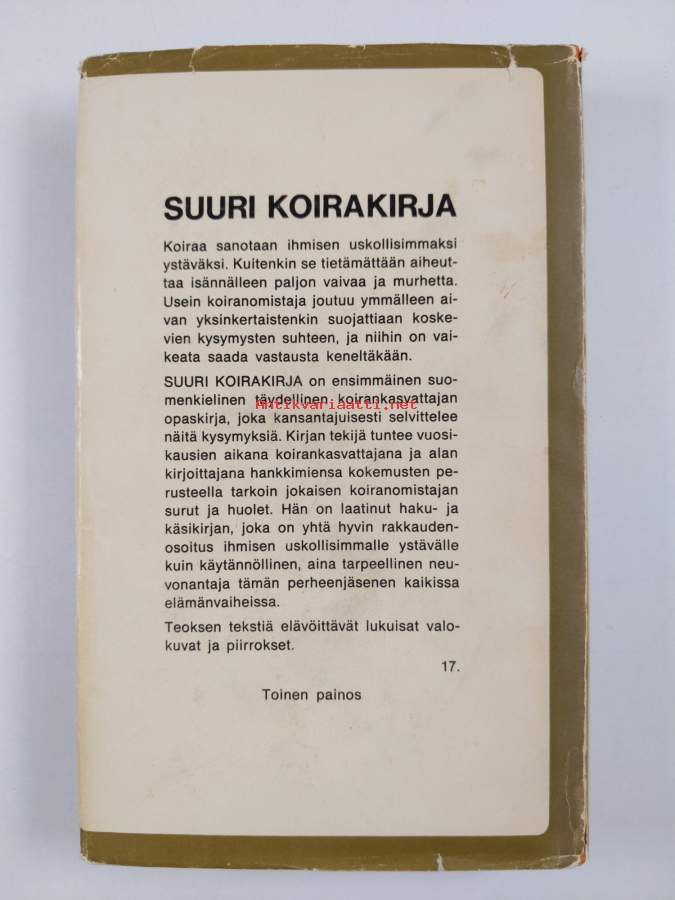 SUURI KOIRAKIRJA
Koiraa sanotaan ihmisen uskollisimmaksi
ystäväksi. Kuitenkin se tietämättään aiheut-
taa isännälleen paljon vaivaa ja murhetta.
Usein koiranomistaja joutuu ymmälleen ai-
van yksinkertaistenkin suojattiaan koske-
vien kysymysten suhteen, ja niihin on vai-
keata saada vastausta keneltäkään.
SUURI KOIRAKIRJA on ensimmäinen suo-
menkielinen täydellinen koirankasvattajan
Antikvariaatti.net
opaskirja, joka kansantajuisesti selvittelee
näitä kysymyksiä. Kirjan tekijä tuntee vuosi-
kausien aikana koirankasvattajana ja alan
kirjoittajana hankkimiensa kokemusten pe-
rusteella tarkoin jokaisen koiranomistajan
surut ja huolet. Hän on laatinut haku- ja
käsikirjan, joka on yhtä hyvin rakkauden-
osoitus ihmisen uskollisimmalle ystävälle
kuin käytännöllinen, aina tarpeellinen neu-
vonantaja tämän perheenjäsenen kaikissa
elämänvaiheissa.
Teoksen tekstiä elävöittävät lukuisat valo-
kuvat ja piirrokset.
17.
Toinen painos